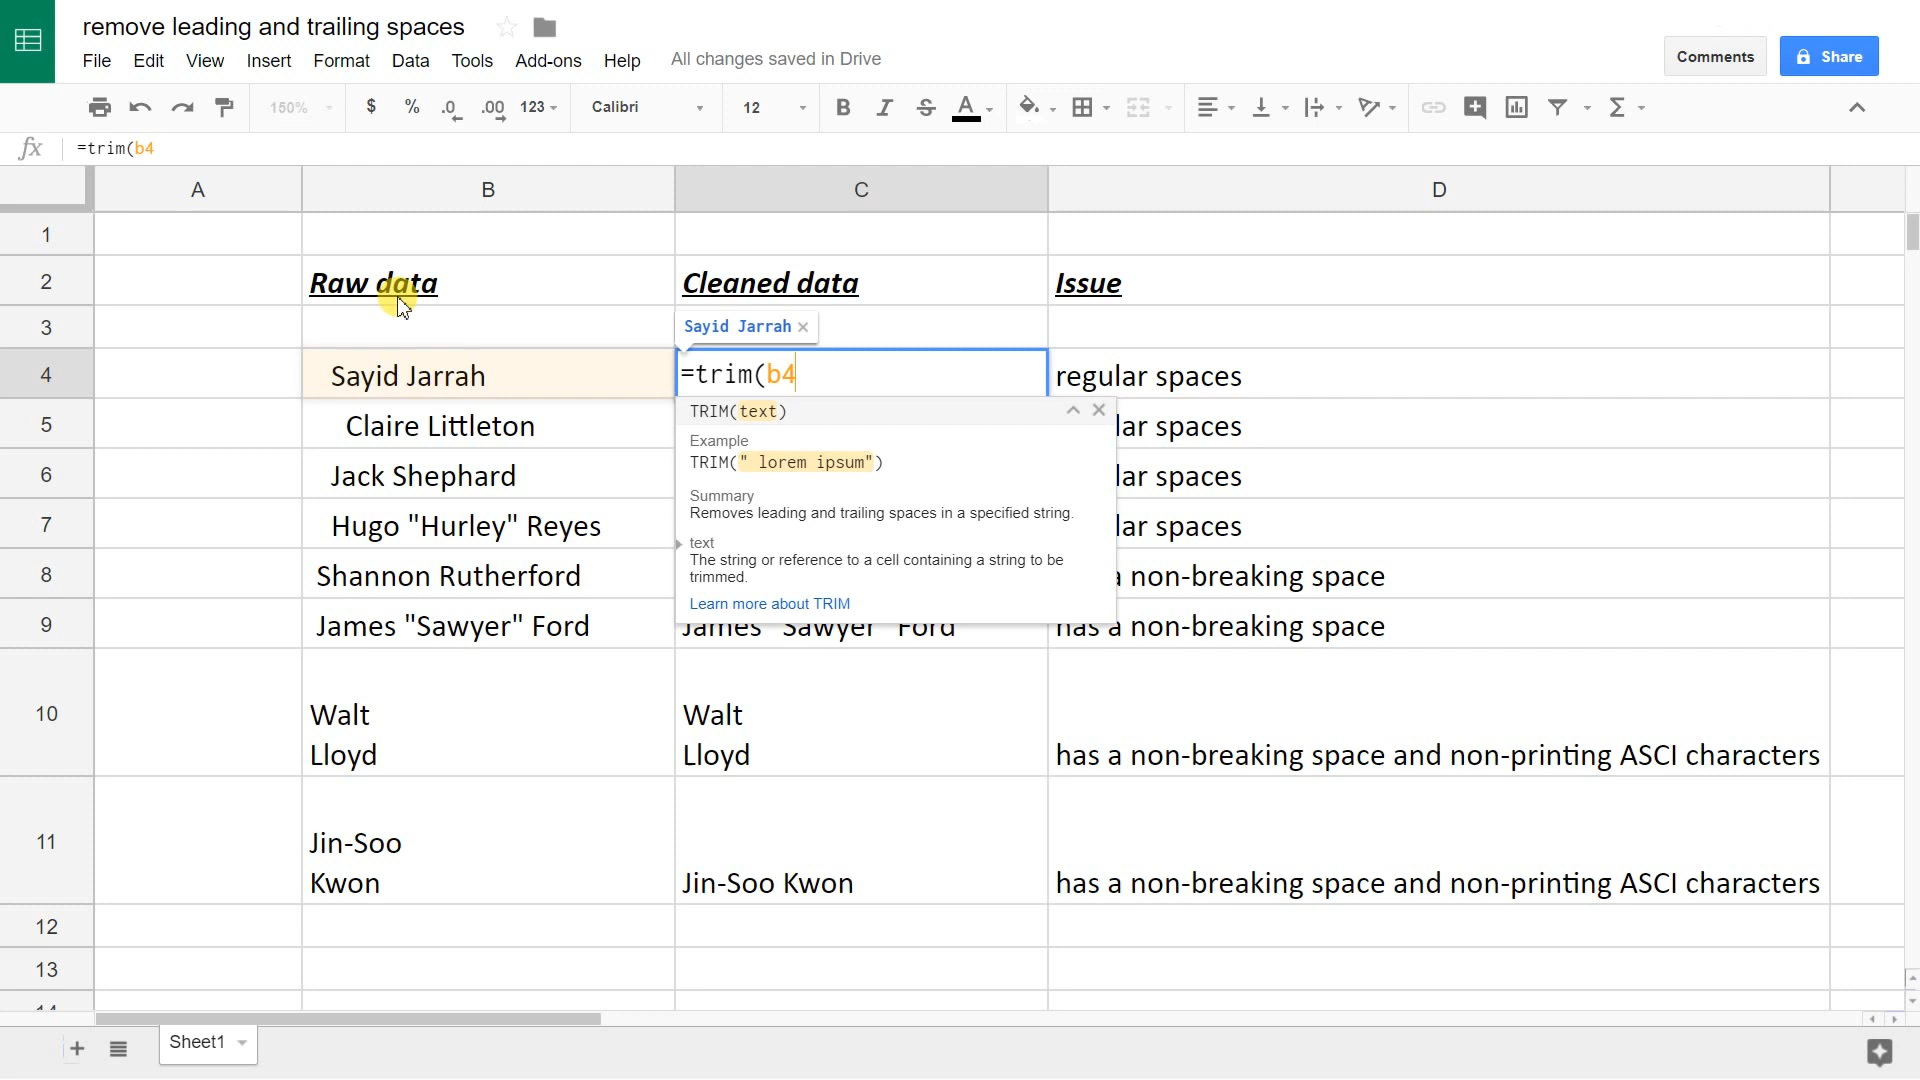 remove leading and trailing spaces
File Edit View Insert Format Data Tools Add-ons Help All changes saved in Drive
Comments Share
150% $ % .0 .00 123 Calibri 12 B I S A Σ
fx =trim(b4
A B C D
1
2 Raw data Cleaned data Issue
3 Sayid Jarrah ×
4 Sayid Jarrah =trim(b4 regular spaces
TRIM(text)
5 Claire Littleton lar spaces
Example
TRIM(" lorem ipsum")
6 Jack Shephard lar spaces
Summary
Removes leading and trailing spaces in a specified string.
7 Hugo "Hurley" Reyes lar spaces
text
The string or reference to a cell containing a string to be
trimmed.
8 Shannon Rutherford a non-breaking space
Learn more about TRIM
9 James "Sawyer" Ford James "Sawyer" Ford has a non-breaking space
10 Walt Walt
Lloyd Lloyd has a non-breaking space and non-printing ASCI characters
11 Jin-Soo
Kwon Jin-Soo Kwon has a non-breaking space and non-printing ASCI characters
12
13
14
Sheet1